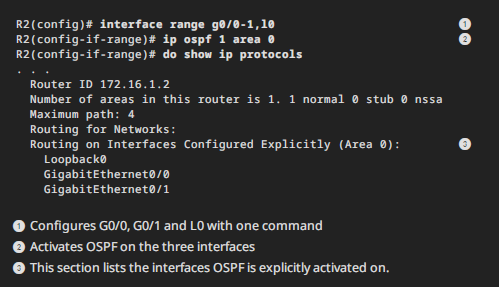 R2(config)# interface range g0/0-1,l0 1
R2(config-if-range)# ip ospf 1 area 0 2
R2(config-if-range)# do show ip protocols
. . .
Router ID 172.16.1.2
Number of areas in this router is 1. 1 normal 0 stub 0 nssa
Maximum path: 4
Routing for Networks:
Routing on Interfaces Configured Explicitly (Area 0): 3
Loopback0
GigabitEthernet0/0
GigabitEthernet0/1
1 Configures G0/0, G0/1 and L0 with one command
2 Activates OSPF on the three interfaces
3 This section lists the interfaces OSPF is explicitly activated on.